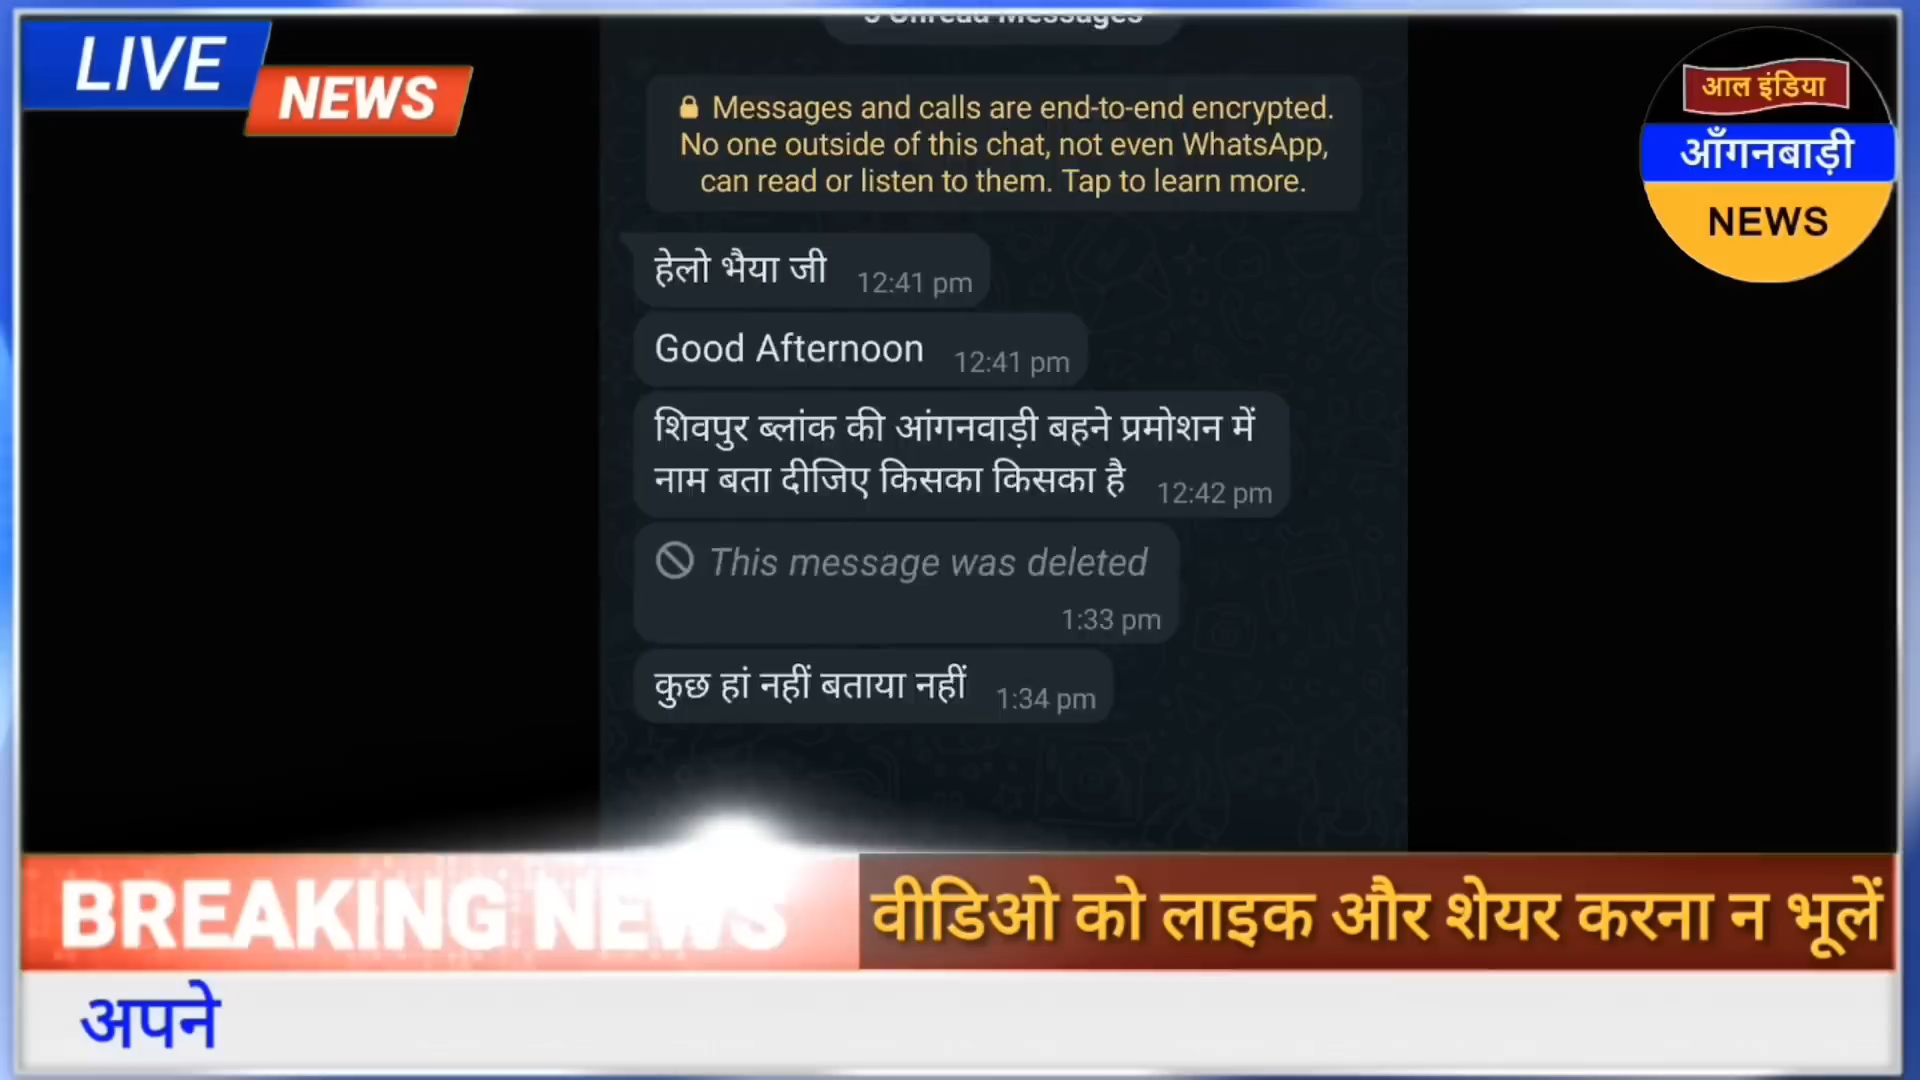 LIVE
NEWS
5 Unread Messages
Messages and calls are end-to-end encrypted.
No one outside of this chat, not even WhatsApp,
can read or listen to them. Tap to learn more.
हेलो भैया जी 12:41 pm
Good Afternoon 12:41 pm
शिवपुर ब्लांक की आंगनवाड़ी बहने प्रमोशन में
नाम बता दीजिए किसका किसका है 12:42 pm
This message was deleted
1:33 pm
कुछ हां नहीं बताया नहीं 1:34 pm
आल इंडिया
आँगनबाड़ी
NEWS
BREAKING NEWS
वीडिओ को लाइक और शेयर करना न भूलें
अपने